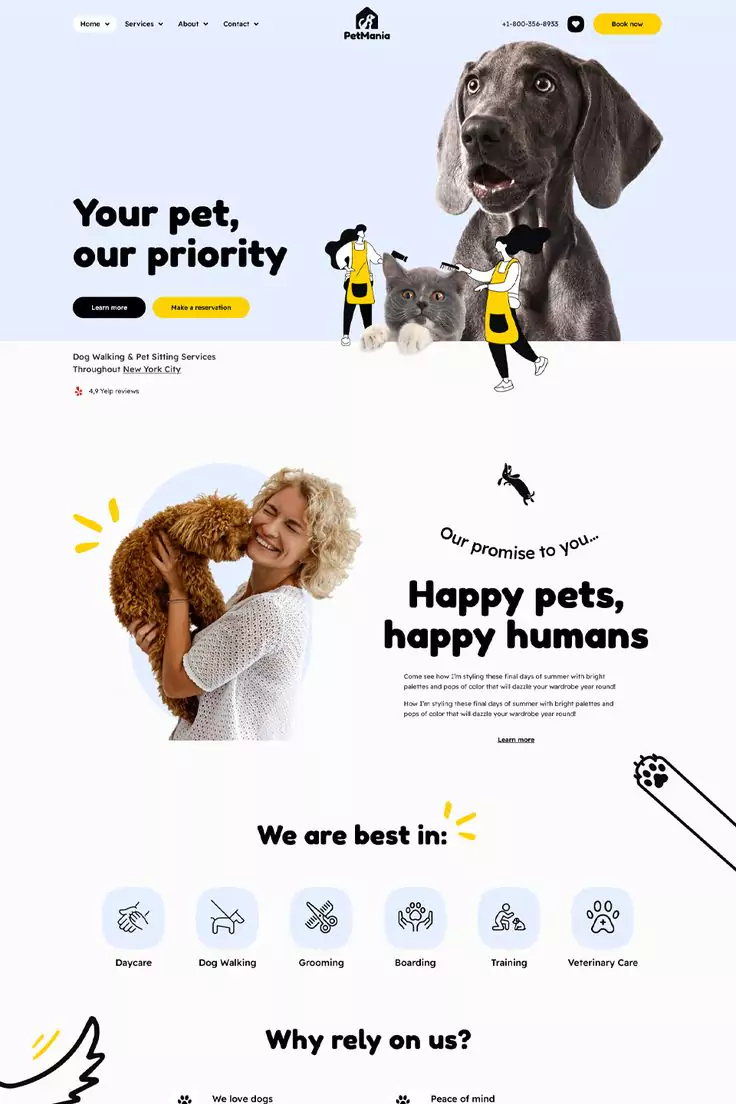 Home
Services
About
Contact
PetMania
+1-800-356-8933
Book now
Your pet,
our priority
Learn more
Make a reservation
Dog Walking & Pet Sitting Services
Throughout New York City
4,9 Yelp reviews
Our promise to you...
Happy pets,
happy humans
Come see how I'm styling these final days of summer with bright
palettes and pops of color that will dazzle your wardrobe year round!
How I'm styling these final days of summer with bright palettes and
pops of color that will dazzle your wardrobe year round!
Learn more
We are best in:
Daycare
Dog Walking
Grooming
Boarding
Training
Veterinary Care
Why rely on us?
We love dogs
Peace of mind